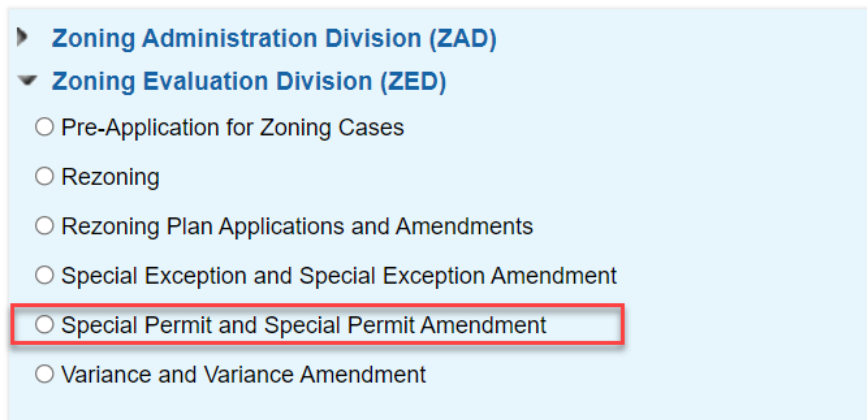 Zoning Administration Division (ZAD)
Zoning Evaluation Division (ZED)
Pre-Application for Zoning Cases
Rezoning
Rezoning Plan Applications and Amendments
Special Exception and Special Exception Amendment
Special Permit and Special Permit Amendment
Variance and Variance Amendment